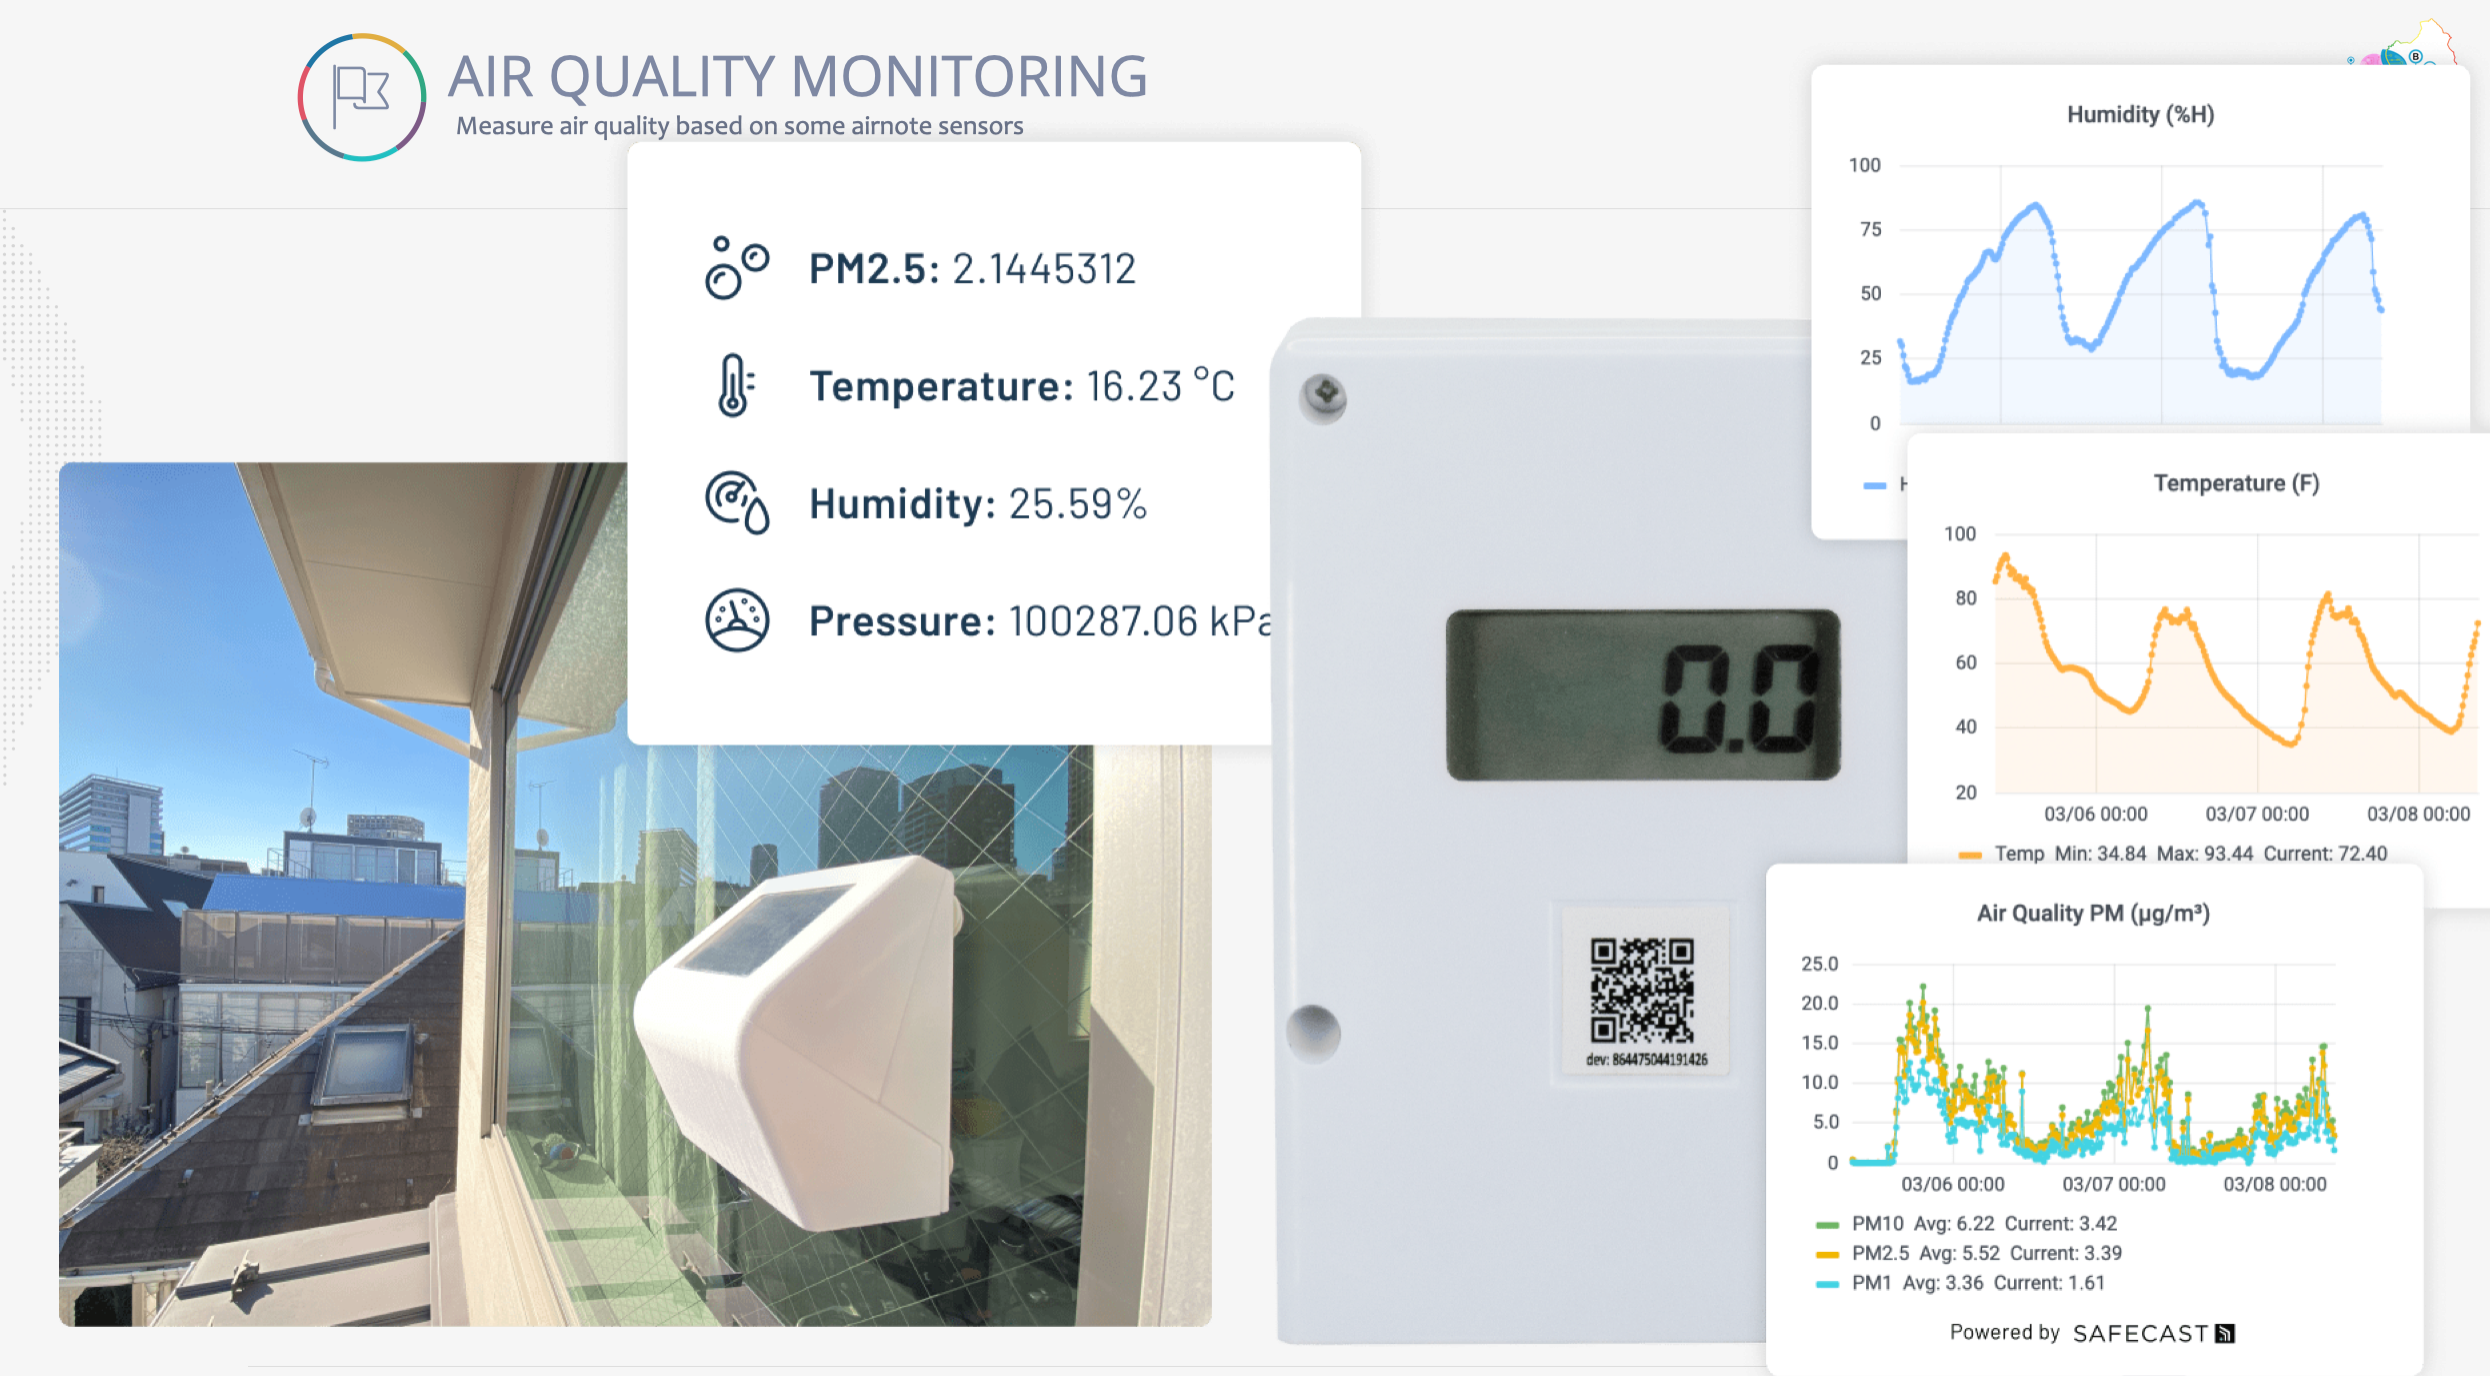 AIR QUALITY MONITORING
Measure air quality based on some airnote sensors
PM2.5: 2.1445312
Temperature: 16.23 °C
Humidity: 25.59%
Pressure: 100287.06 kPa
0.0
dev: 864475044191426
Humidity (%H)
100
75
50
25
0
H
Temperature (F)
100
80
60
40
20
03/06 00:00 03/07 00:00 03/08 00:00
Temp Min: 34.84 Max: 93.44 Current: 72.40
Air Quality PM (µg/m³)
25.0
20.0
15.0
10.0
5.0
0
03/06 00:00 03/07 00:00 03/08 00:00
PM10 Avg: 6.22 Current: 3.42
PM2.5 Avg: 5.52 Current: 3.39
PM1 Avg: 3.36 Current: 1.61
Powered by SAFECAST
B